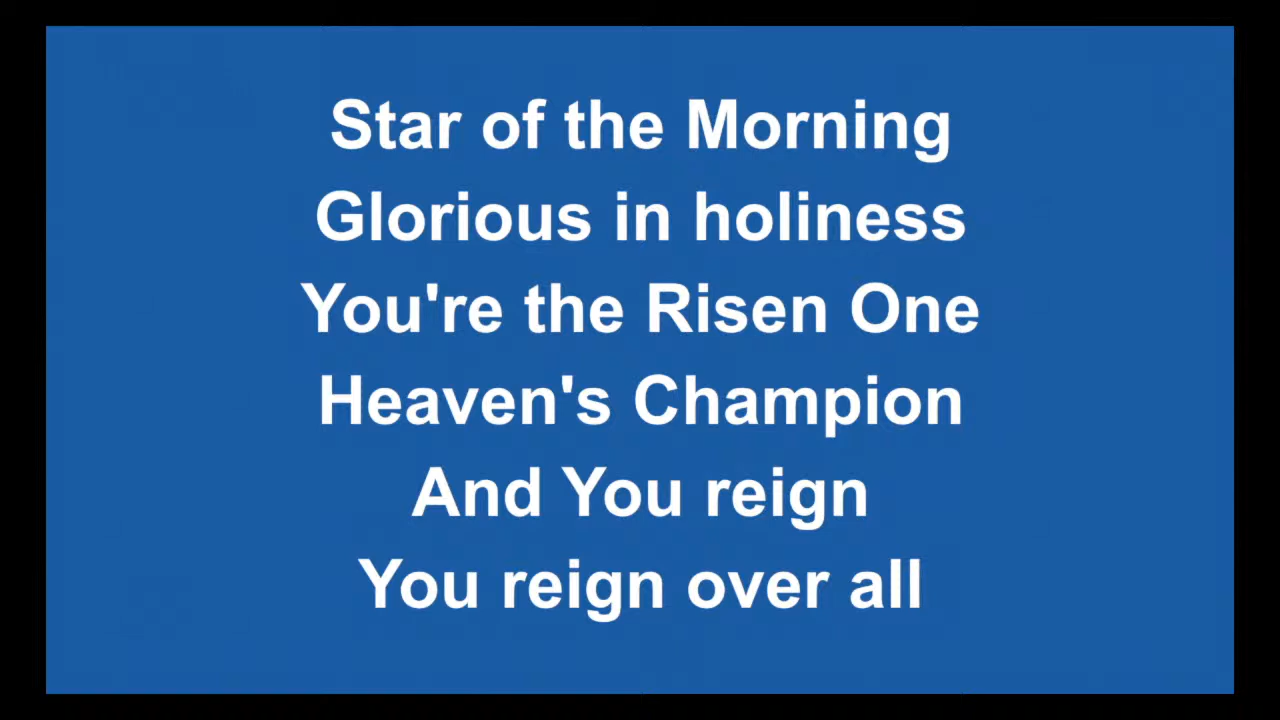 Star of the Morning
Glorious in holiness
You're the Risen One
Heaven's Champion
And You reign
You reign over all